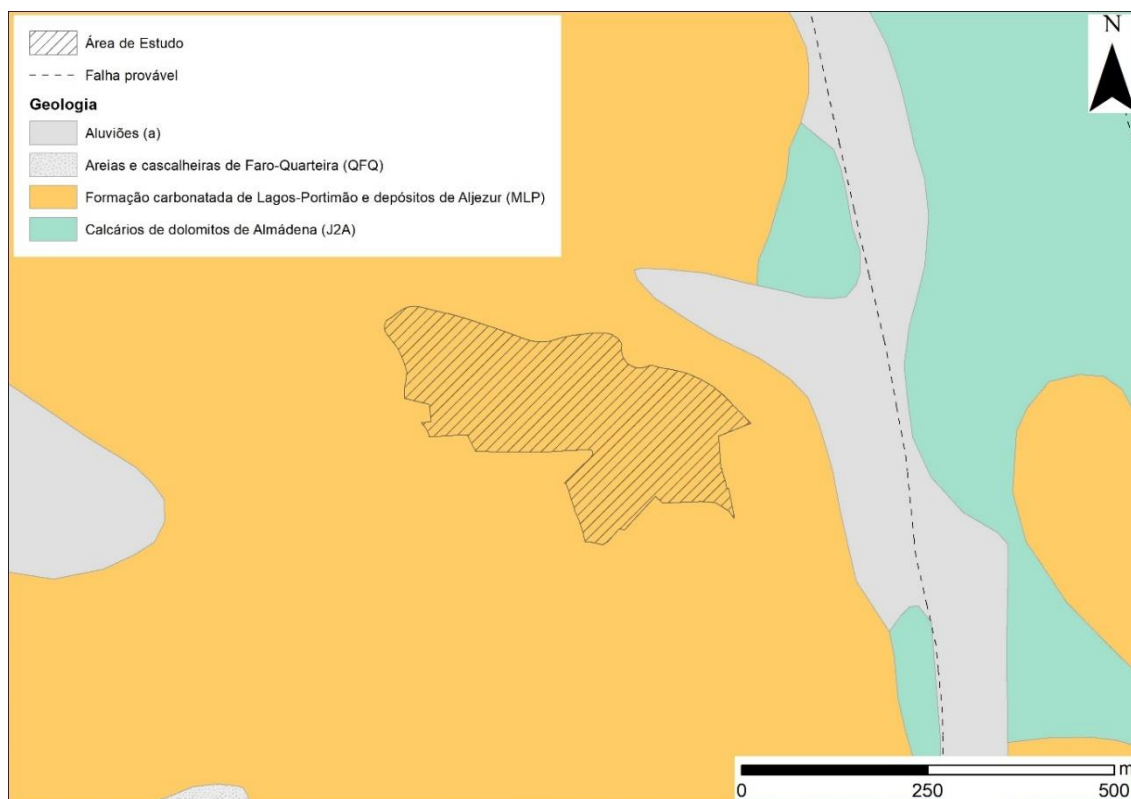 Área de Estudo
Falha provável
Geologia
Aluviões (a)
Areias e cascalheiras de Faro-Quarteira (QFQ)
Formação carbonatada de Lagos-Portimão e depósitos de Aljezur (MLP)
Calcários de dolomitos de Almádena (J2A)
N
m
0 250 500